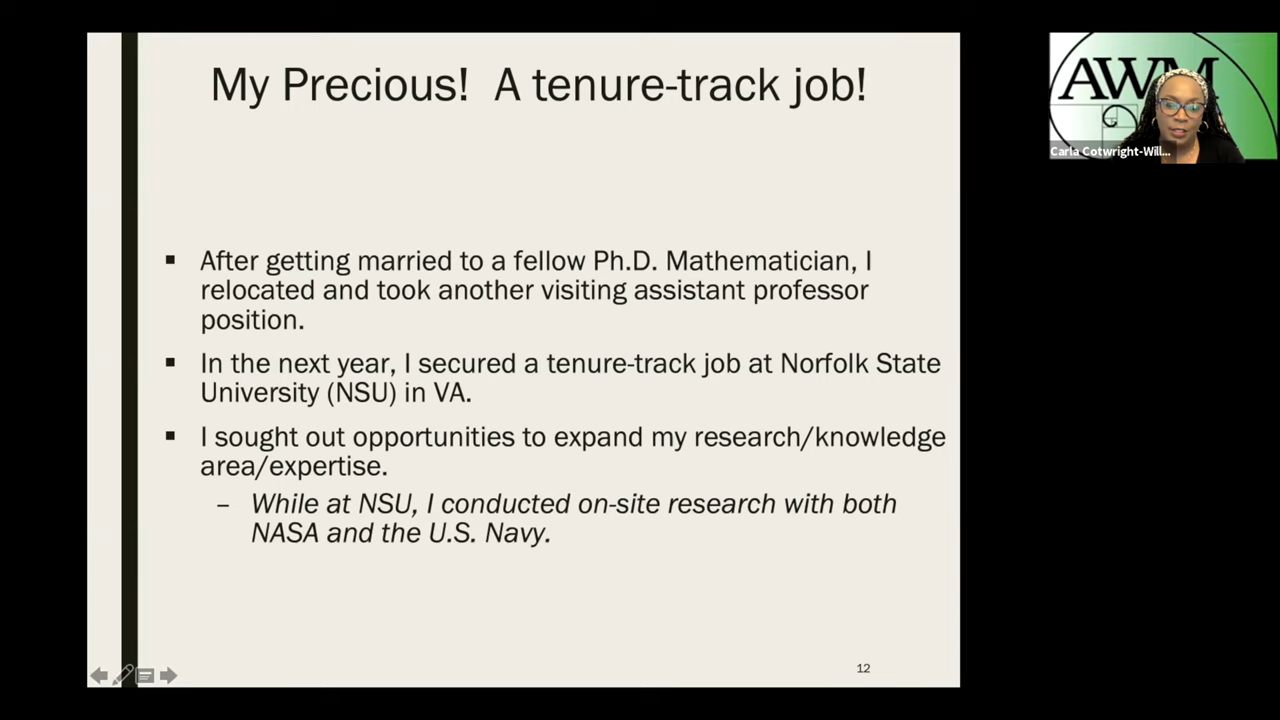 My Precious!  A tenure-track job!
AWM
Carla Cotwright-Will...
▪ After getting married to a fellow Ph.D. Mathematician, I
relocated and took another visiting assistant professor
position.
▪ In the next year, I secured a tenure-track job at Norfolk State
University (NSU) in VA.
▪ I sought out opportunities to expand my research/knowledge
area/expertise.
– While at NSU, I conducted on-site research with both
NASA and the U.S. Navy.
12